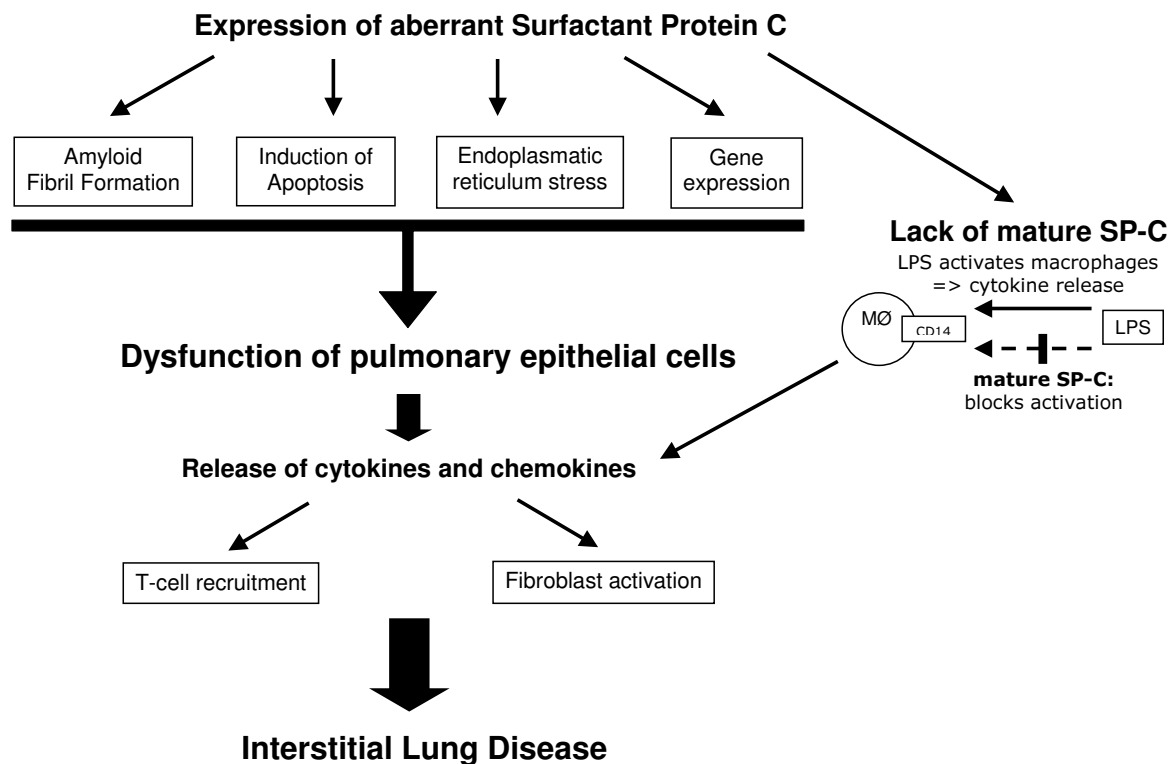 Expression of aberrant Surfactant Protein C
Amyloid
Fibril Formation
Induction of
Apoptosis
Endoplasmatic
reticulum stress
Gene
expression
Lack of mature SP-C
LPS activates macrophages
=> cytokine release
MØ
CD14
LPS
mature SP-C:
blocks activation
Dysfunction of pulmonary epithelial cells
Release of cytokines and chemokines
T-cell recruitment
Fibroblast activation
Interstitial Lung Disease